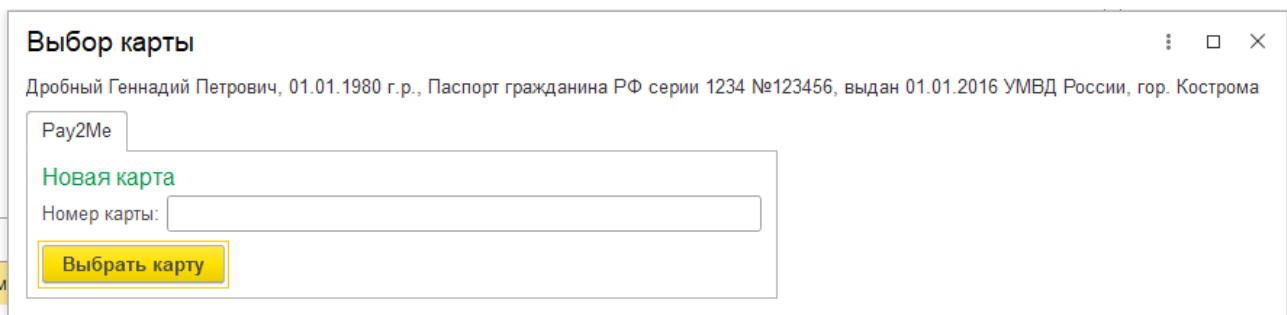 Выбор карты
Дробный Геннадий Петрович, 01.01.1980 г.р., Паспорт гражданина РФ серии 1234 №123456, выдан 01.01.2016 УМВД России, гор. Кострома
Pay2Me
Новая карта
Номер карты:
Выбрать карту